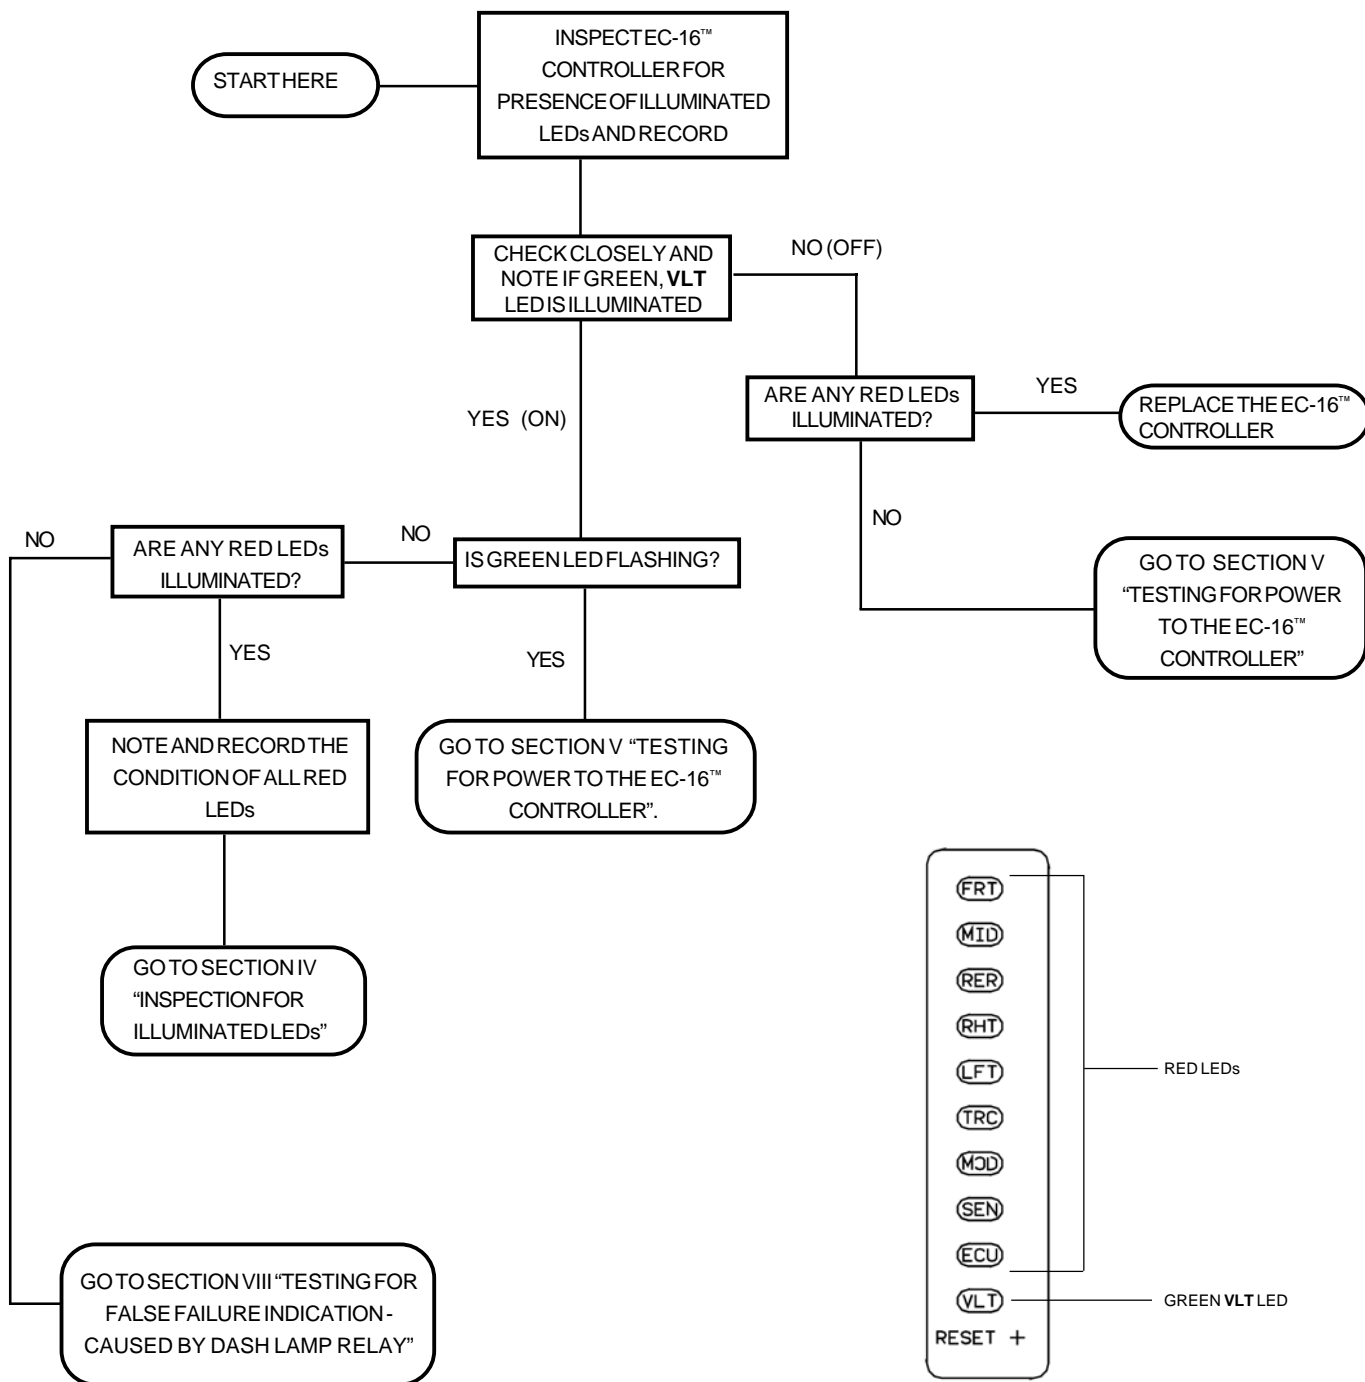 START HERE
INSPECT EC-16™
CONTROLLER FOR
PRESENCE OF ILLUMINATED
LEDs AND RECORD
CHECK CLOSELY AND
NOTE IF GREEN, VLT
LED IS ILLUMINATED
NO (OFF)
YES (ON)
ARE ANY RED LEDs
ILLUMINATED?
YES
REPLACE THE EC-16™
CONTROLLER
NO
GO TO SECTION V
“TESTING FOR POWER
TO THE EC-16™
CONTROLLER”
IS GREEN LED FLASHING?
NO
ARE ANY RED LEDs
ILLUMINATED?
NO
YES
YES
NOTE AND RECORD THE
CONDITION OF ALL RED
LEDs
GO TO SECTION V “TESTING
FOR POWER TO THE EC-16™
CONTROLLER”.
GO TO SECTION IV
“INSPECTION FOR
ILLUMINATED LEDs”
GO TO SECTION VIII “TESTING FOR
FALSE FAILURE INDICATION -
CAUSED BY DASH LAMP RELAY”
FRT
MID
RER
RHT
LFT
TRC
MOD
SEN
ECU
VLT
RESET +
RED LEDs
GREEN VLT LED